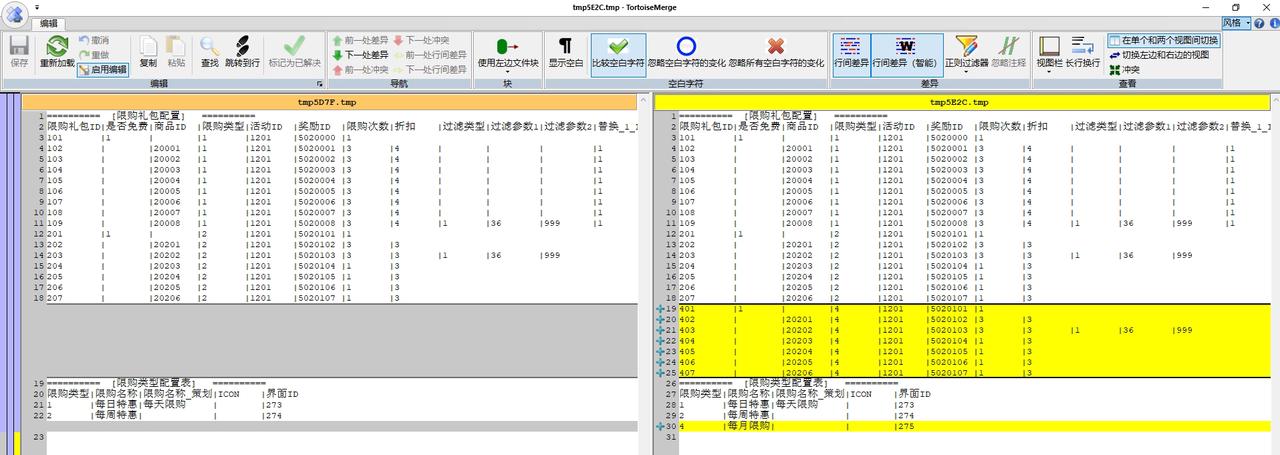 tmp5E2C.tmp - TortoiseMerge
编辑
风格
保存
重新加载
撤消
重做
启用编辑
复制
粘贴
查找
跳转到行
标记为已解决
编辑
前一处差异
下一处差异
前一处冲突
下一处冲突
前一处行间差异
下一处行间差异
导航
使用左边文件块
块
显示空白
比较空白字符
忽略空白字符的变化
忽略所有空白字符的变化
空白字符
行间差异
行间差异（智能）
正则过滤器
忽略注释
差异
视图栏
长行换行
在单个和两个视图间切换
切换左边和右边的视图
冲突
查看
tmp5D7F.tmp
1 ========== [限购礼包配置] ==========
2 限购礼包ID|是否免费|商品ID |限购类型|活动ID |奖励ID |限购次数|折扣 |过滤类型|过滤参数1|过滤参数2|替换_1_I
3 101 |1 | |1 |1201 |5020000 |1
4 102 | |20001 |1 |1201 |5020001 |3 |4 | | | |1
5 103 | |20002 |1 |1201 |5020002 |3 |4 | | | |1
6 104 | |20003 |1 |1201 |5020003 |3 |4 | | | |1
7 105 | |20004 |1 |1201 |5020004 |3 |4 | | | |1
8 106 | |20005 |1 |1201 |5020005 |3 |4 | | | |1
9 107 | |20006 |1 |1201 |5020006 |3 |4 | | | |1
10 108 | |20007 |1 |1201 |5020007 |3 |4 | | | |1
11 109 | |20008 |1 |1201 |5020008 |3 |4 |1 |36 |999 |1
12 201 |1 | |2 |1201 |5020101 |1
13 202 | |20201 |2 |1201 |5020102 |3 |3
14 203 | |20202 |2 |1201 |5020103 |3 |3 |1 |36 |999
15 204 | |20203 |2 |1201 |5020104 |1 |3
16 205 | |20204 |2 |1201 |5020105 |1 |3
17 206 | |20205 |2 |1201 |5020106 |1 |3
18 207 | |20206 |2 |1201 |5020107 |1 |3
19 ========== [限购类型配置表] ==========
20 限购类型|限购名称|限购名称_策划|ICON |界面ID
21 1 |每日特惠|每天限购 | |273
22 2 |每周特惠| | |274
23
tmp5E2C.tmp
1 ========== [限购礼包配置] ==========
2 限购礼包ID|是否免费|商品ID |限购类型|活动ID |奖励ID |限购次数|折扣 |过滤类型|过滤参数1|过滤参数2|替换_1_I
3 101 |1 | |1 |1201 |5020000 |1
4 102 | |20001 |1 |1201 |5020001 |3 |4 | | | |1
5 103 | |20002 |1 |1201 |5020002 |3 |4 | | | |1
6 104 | |20003 |1 |1201 |5020003 |3 |4 | | | |1
7 105 | |20004 |1 |1201 |5020004 |3 |4 | | | |1
8 106 | |20005 |1 |1201 |5020005 |3 |4 | | | |1
9 107 | |20006 |1 |1201 |5020006 |3 |4 | | | |1
10 108 | |20007 |1 |1201 |5020007 |3 |4 | | | |1
11 109 | |20008 |1 |1201 |5020008 |3 |4 |1 |36 |999 |1
12 201 |1 | |2 |1201 |5020101 |1
13 202 | |20201 |2 |1201 |5020102 |3 |3
14 203 | |20202 |2 |1201 |5020103 |3 |3 |1 |36 |999
15 204 | |20203 |2 |1201 |5020104 |1 |3
16 205 | |20204 |2 |1201 |5020105 |1 |3
17 206 | |20205 |2 |1201 |5020106 |1 |3
18 207 | |20206 |2 |1201 |5020107 |1 |3
19 401 |1 | |4 |1201 |5020101 |1
20 402 | |20201 |4 |1201 |5020102 |3 |3
21 403 | |20202 |4 |1201 |5020103 |3 |3 |1 |36 |999
22 404 | |20203 |4 |1201 |5020104 |1 |3
23 405 | |20204 |4 |1201 |5020105 |1 |3
24 406 | |20205 |4 |1201 |5020106 |1 |3
25 407 | |20206 |4 |1201 |5020107 |1 |3
26 ========== [限购类型配置表] ==========
27 限购类型|限购名称|限购名称_策划|ICON |界面ID
28 1 |每日特惠|每天限购 | |273
29 2 |每周特惠| | |274
30 4 |每月限购| | |275
31